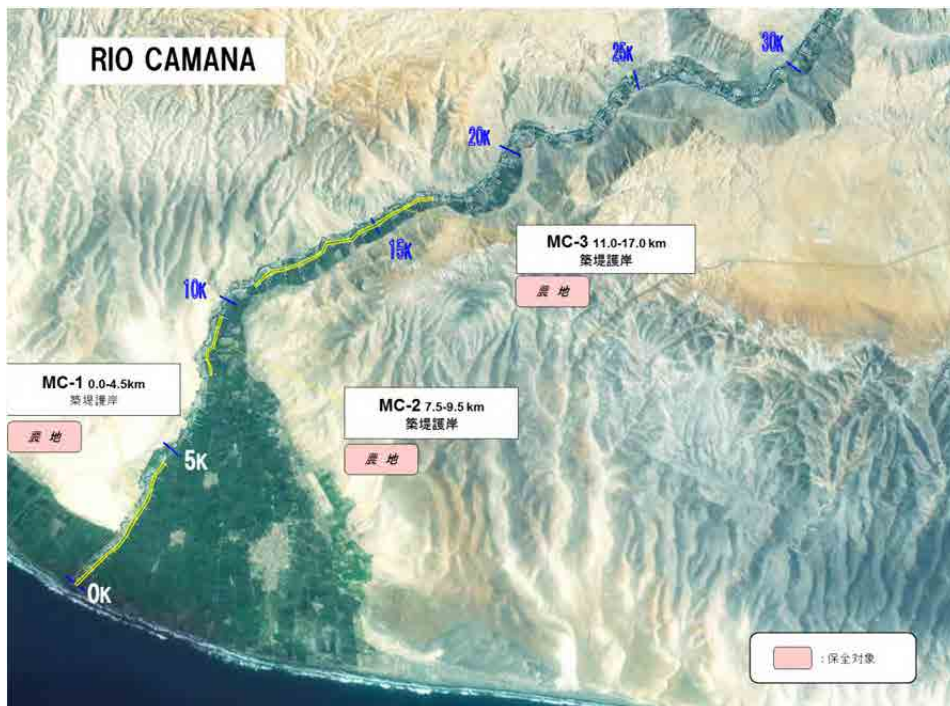 RIO CAMANA
25K
30K
20K
15K
MC-3 11.0-17.0 km
築堤護岸
農 地
10K
MC-1 0.0-4.5km
築堤護岸
農 地
MC-2 7.5-9.5 km
築堤護岸
農 地
5K
0K
:保全対象